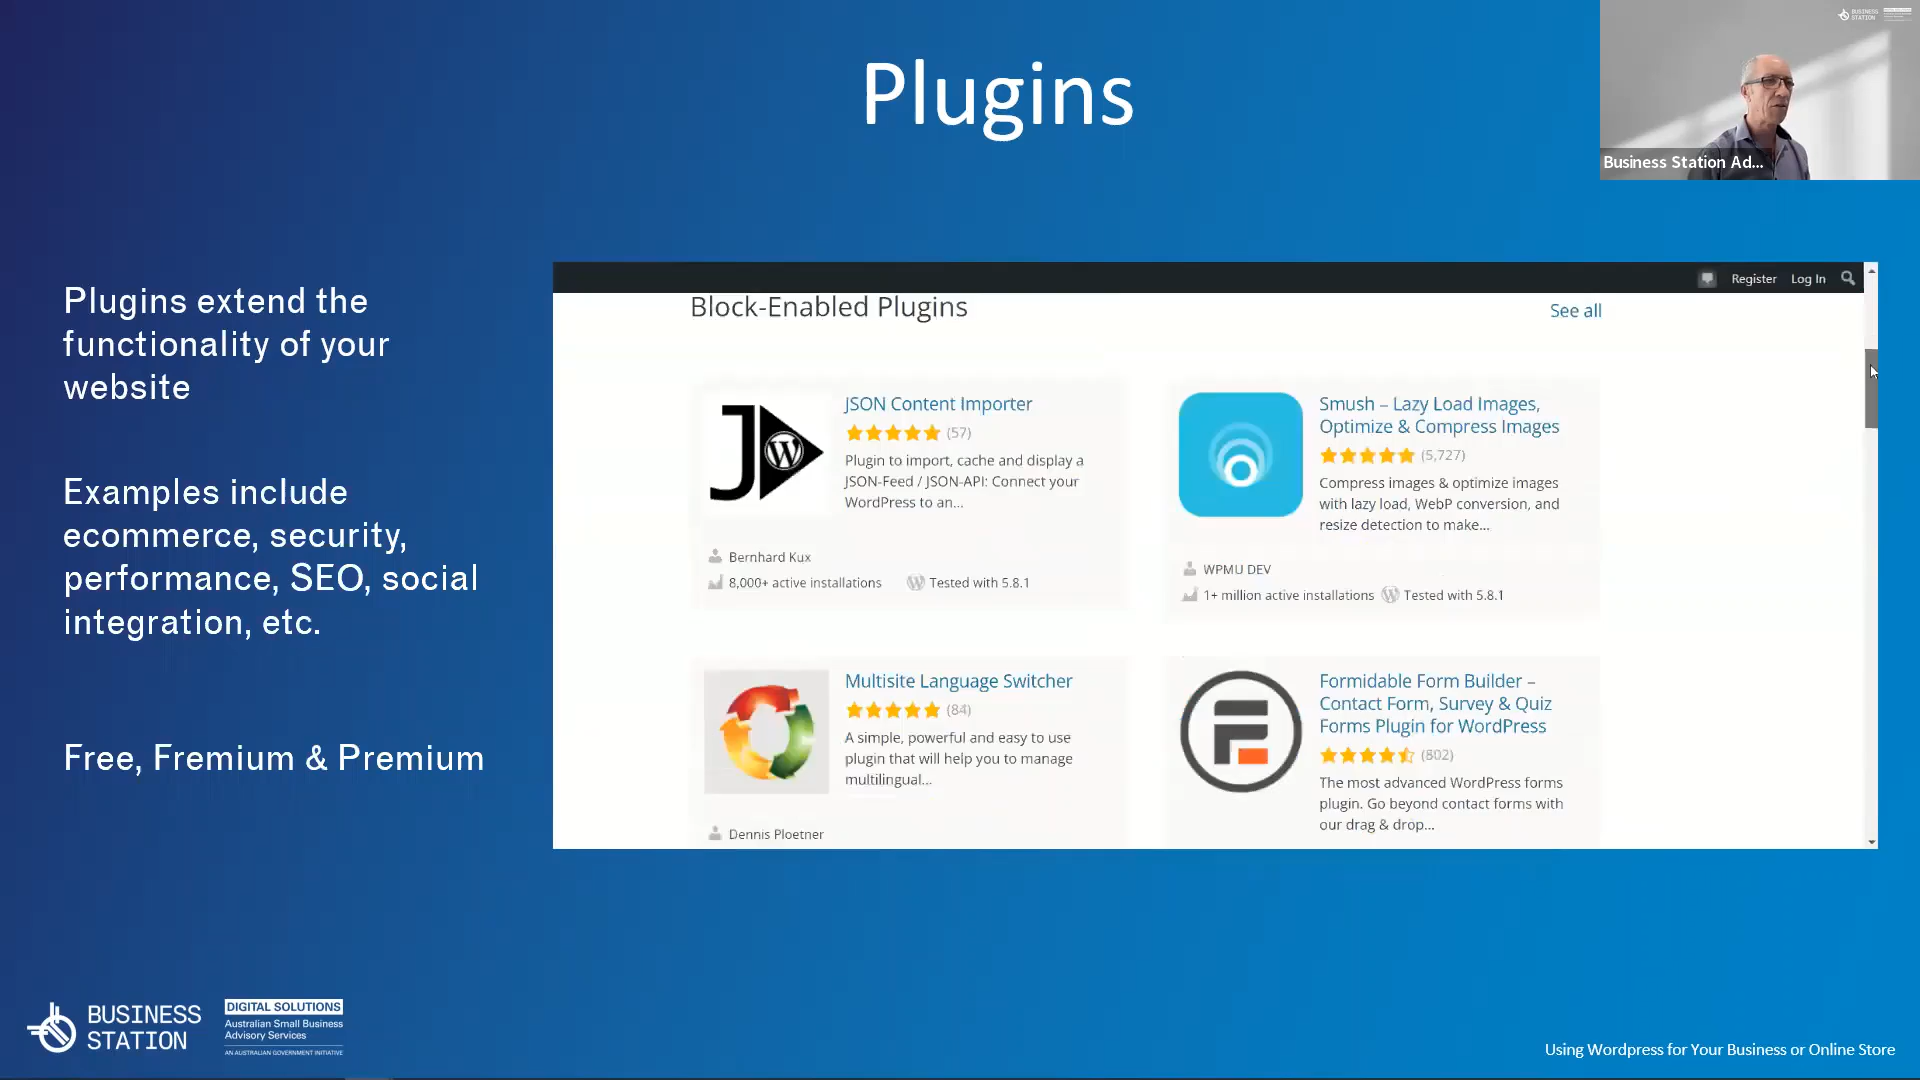 Plugins
BUSINESS
STATION
Business Station Ad...
Plugins extend the
functionality of your
website
Examples include
ecommerce, security,
performance, SEO, social
integration, etc.
Free, Fremium & Premium
Register Log In
Block-Enabled Plugins
See all
JSON Content Importer
(57)
Plugin to import, cache and display a
JSON-Feed / JSON-API: Connect your
WordPress to an...
Bernhard Kux
8,000+ active installations
Tested with 5.8.1
Smush – Lazy Load Images,
Optimize & Compress Images
(5,727)
Compress images & optimize images
with lazy load, WebP conversion, and
resize detection to make...
WPMU DEV
1+ million active installations
Tested with 5.8.1
Multisite Language Switcher
(84)
A simple, powerful and easy to use
plugin that will help you to manage
multilingual...
Dennis Ploetner
Formidable Form Builder –
Contact Form, Survey & Quiz
Forms Plugin for WordPress
(802)
The most advanced WordPress forms
plugin. Go beyond contact forms with
our drag & drop...
BUSINESS
STATION
DIGITAL SOLUTIONS
Australian Small Business
Advisory Services
AN AUSTRALIAN GOVERNMENT INITIATIVE
Using Wordpress for Your Business or Online Store